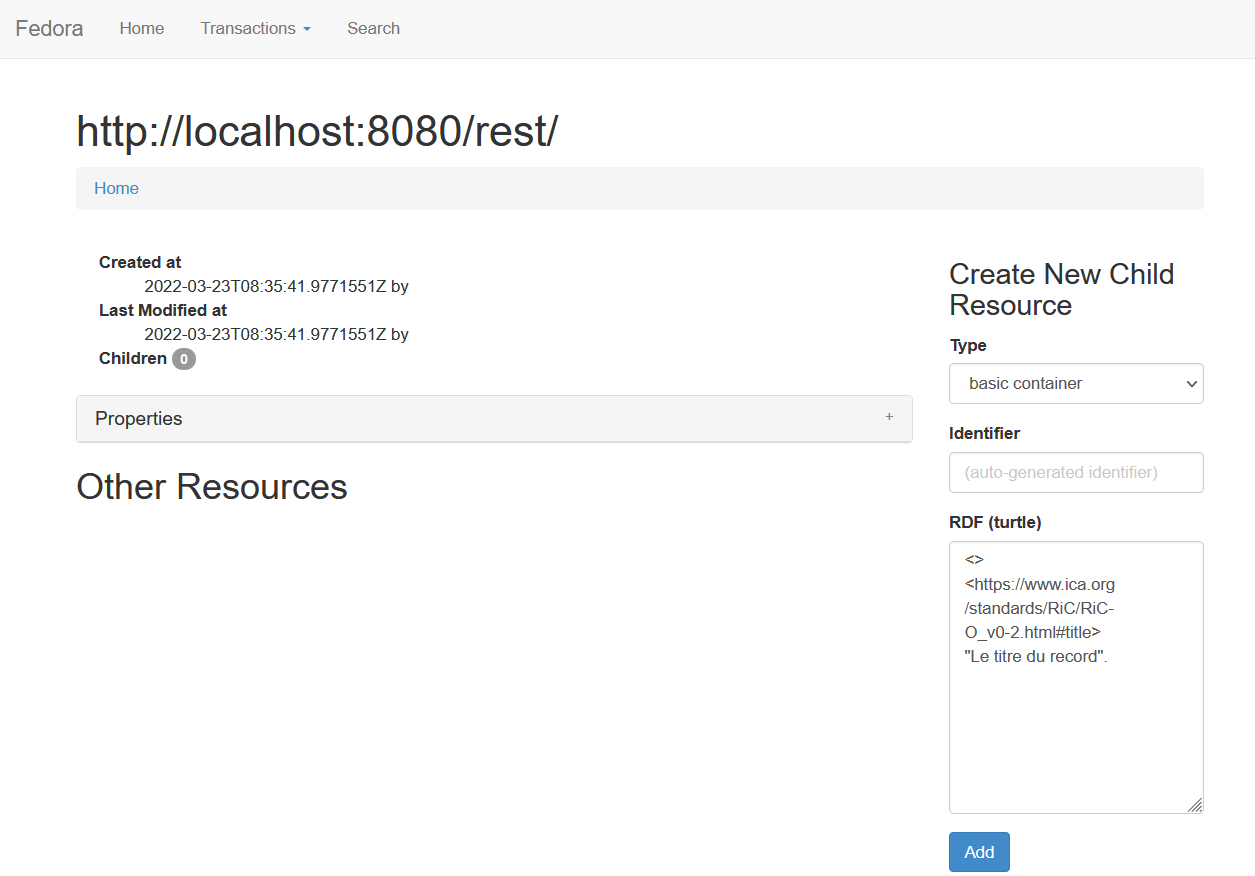 Fedora Home Transactions Search
http://localhost:8080/rest/
Home
Created at
2022-03-23T08:35:41.9771551Z by
Last Modified at
2022-03-23T08:35:41.9771551Z by
Children 0
Properties +
Other Resources
Create New Child
Resource
Type
basic container
Identifier
(auto-generated identifier)
RDF (turtle)
<>
<https://www.ica.org
/standards/RiC/RiC-
O_v0-2.html#title>
"Le titre du record".
Add